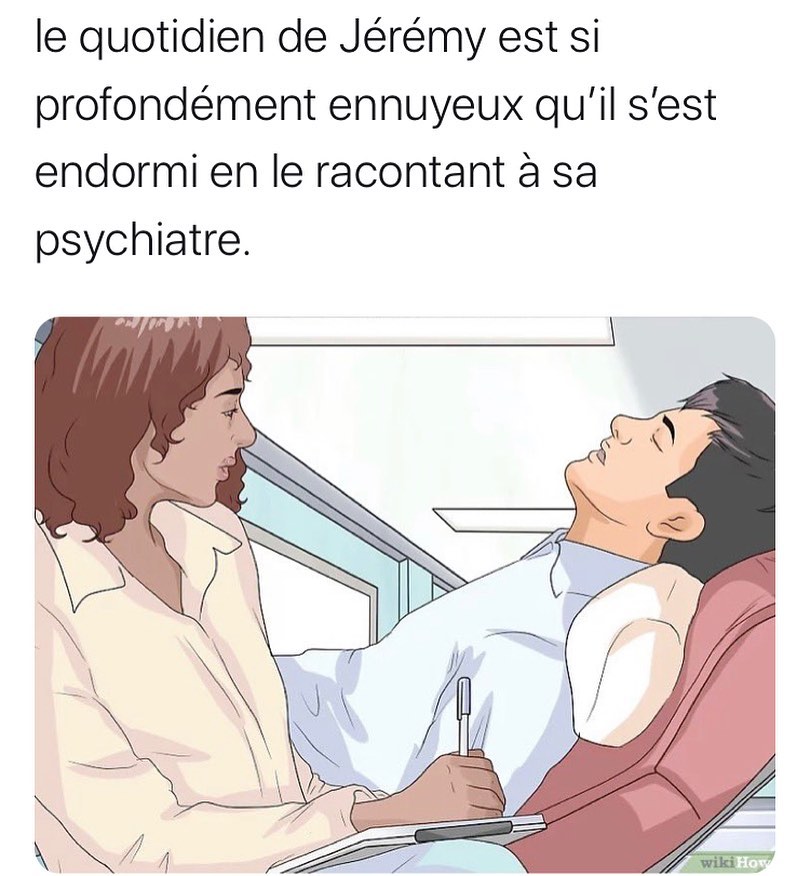 le quotidien de Jérémy est si
profondément ennuyeux qu’il s’est
endormi en le racontant à sa
psychiatre.
wikiHow